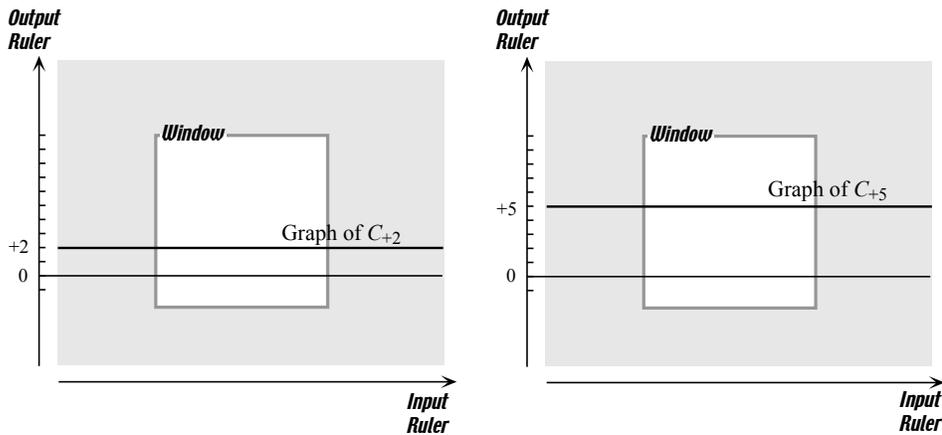 Output
Ruler
Window
Graph of C+2
+2
0
Input
Ruler
Output
Ruler
Window
Graph of C+5
+5
0
Input
Ruler